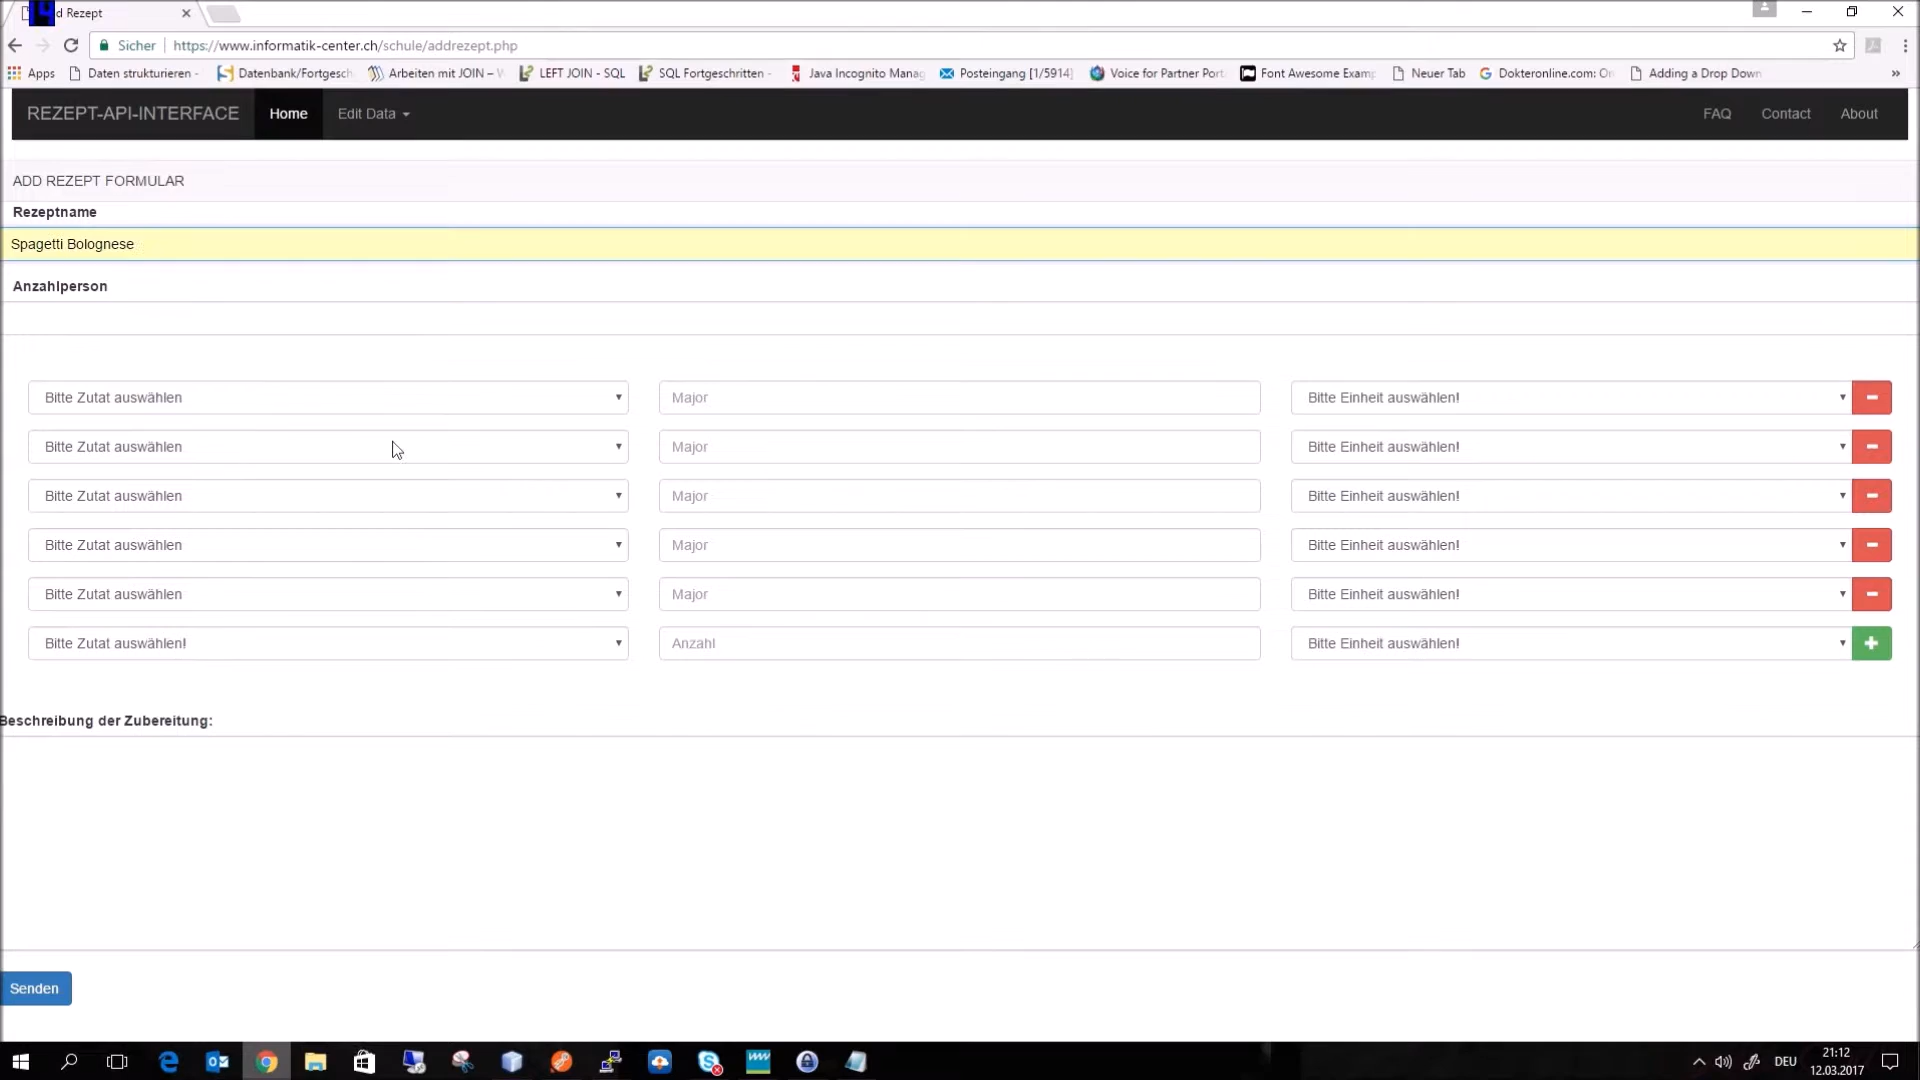 14 d Rezept
Sicher https://www.informatik-center.ch/schule/addrezept.php
Apps Daten strukturieren - Datenbank/Fortgesch Arbeiten mit JOIN – LEFT JOIN - SQL SQL Fortgeschritten - Java Incognito Manag Posteingang [1/5914] Voice for Partner Port Font Awesome Examp Neuer Tab Dokteronline.com: On Adding a Drop Down »
REZEPT-API-INTERFACE Home Edit Data FAQ Contact About
ADD REZEPT FORMULAR
Rezeptname
Spagetti Bolognese
Anzahlperson
Bitte Zutat auswählen Major Bitte Einheit auswählen!
Bitte Zutat auswählen Major Bitte Einheit auswählen!
Bitte Zutat auswählen Major Bitte Einheit auswählen!
Bitte Zutat auswählen Major Bitte Einheit auswählen!
Bitte Zutat auswählen Major Bitte Einheit auswählen!
Bitte Zutat auswählen! Anzahl Bitte Einheit auswählen!
Beschreibung der Zubereitung:
Senden
DEU 21:12
12.03.2017